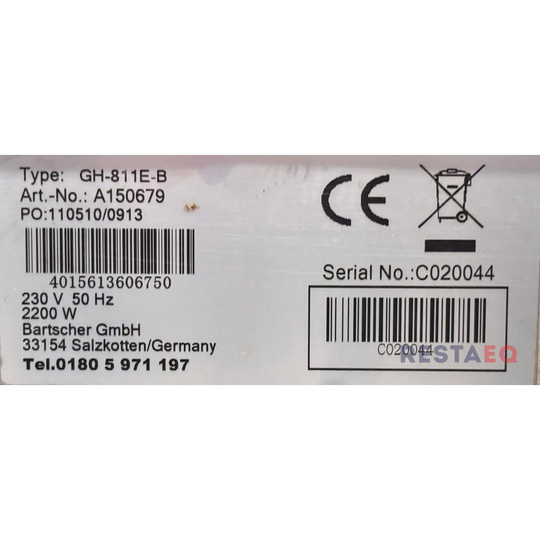 Type: GH-811E-B
Art.-No.: A150679
PO:110510/0913
4015613606750
230 V 50 Hz
2200 W
Bartscher GmbH
33154 Salzkotten/Germany
Tel.0180 5 971 197
CE
Serial No.:C020044
C020044
RESTAEQ